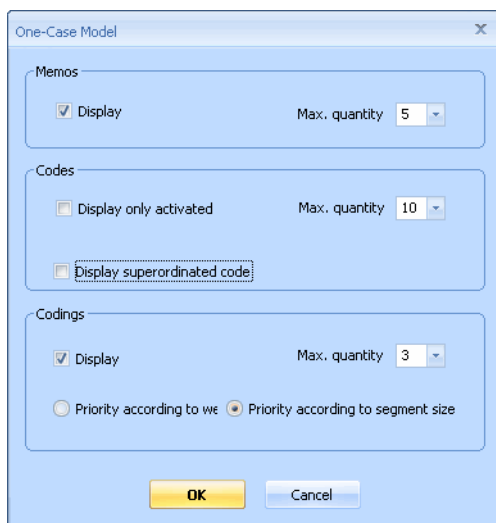 One-Case Model
Memos
Display Max. quantity 5
Codes
Display only activated Max. quantity 10
Display superordinated code
Codings
Display Max. quantity 3
Priority according to we Priority according to segment size
OK Cancel